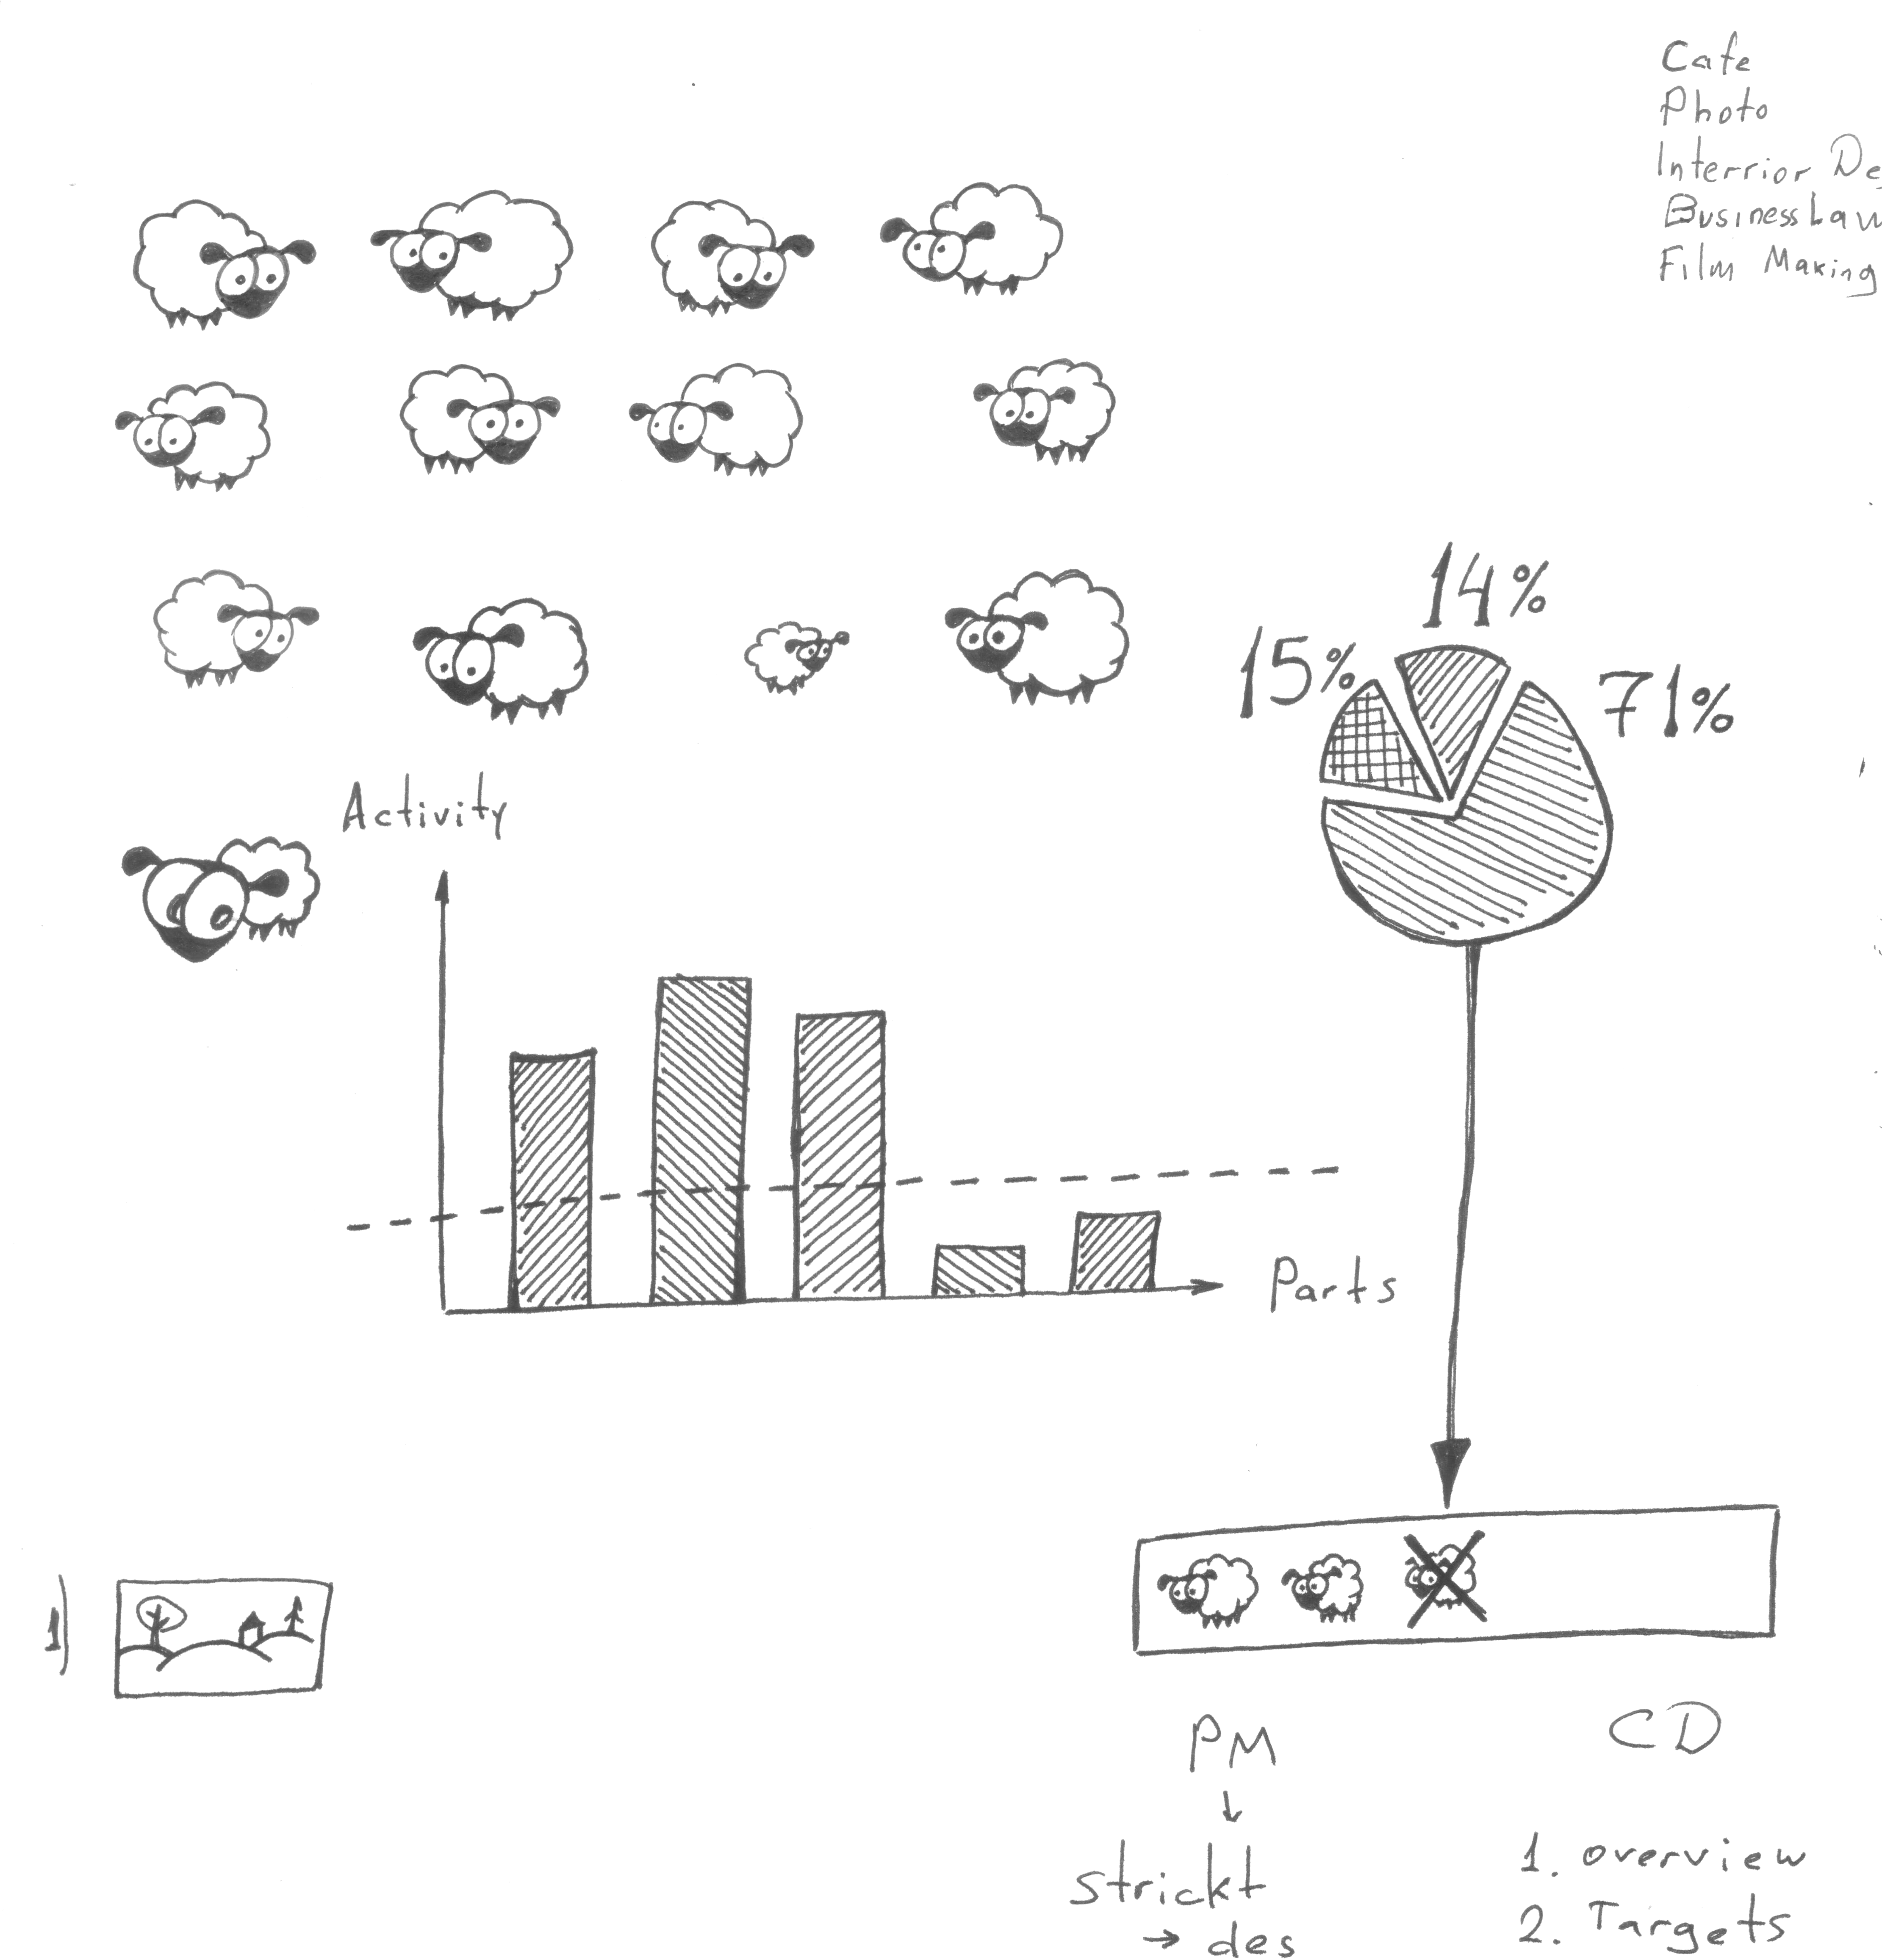 Cafe
Photo
Interrior De
Business Law
Film Making
14%
15%
71%
Activity
Parts
1)
PM
CD
↓
strickt
→ des
1. overview
2. Targets